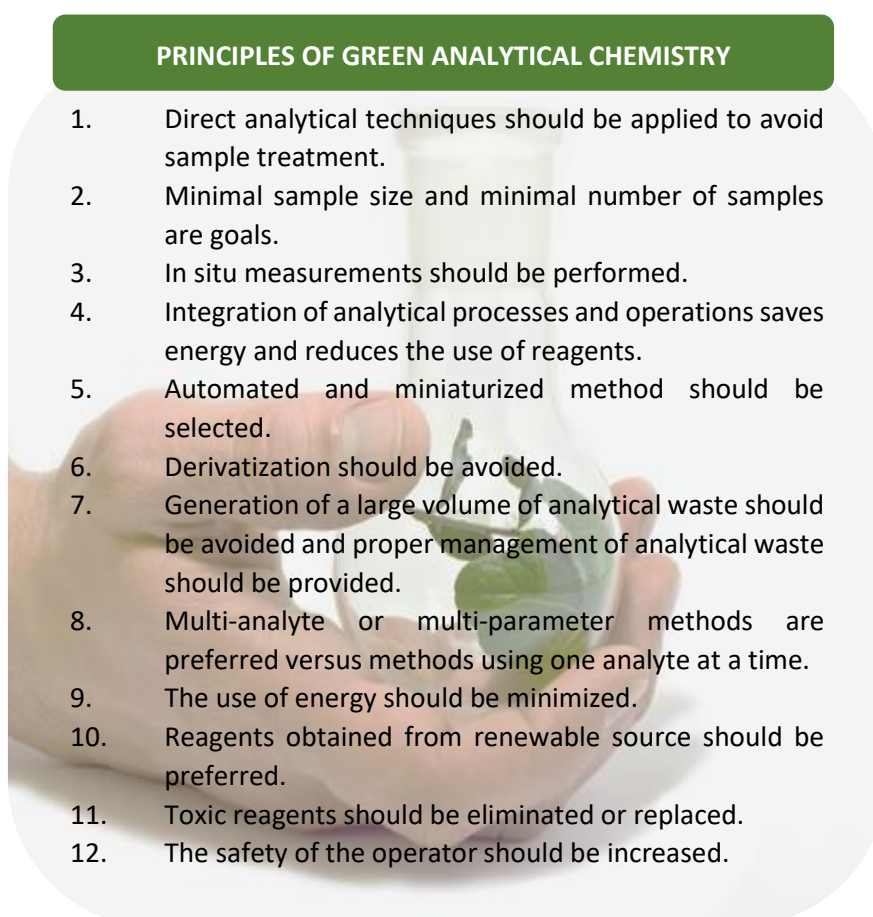 PRINCIPLES OF GREEN ANALYTICAL CHEMISTRY
1. Direct analytical techniques should be applied to avoid
sample treatment.
2. Minimal sample size and minimal number of samples
are goals.
3. In situ measurements should be performed.
4. Integration of analytical processes and operations saves
energy and reduces the use of reagents.
5. Automated and miniaturized method should be
selected.
6. Derivatization should be avoided.
7. Generation of a large volume of analytical waste should
be avoided and proper management of analytical waste
should be provided.
8. Multi-analyte or multi-parameter methods are
preferred versus methods using one analyte at a time.
9. The use of energy should be minimized.
10. Reagents obtained from renewable source should be
preferred.
11. Toxic reagents should be eliminated or replaced.
12. The safety of the operator should be increased.